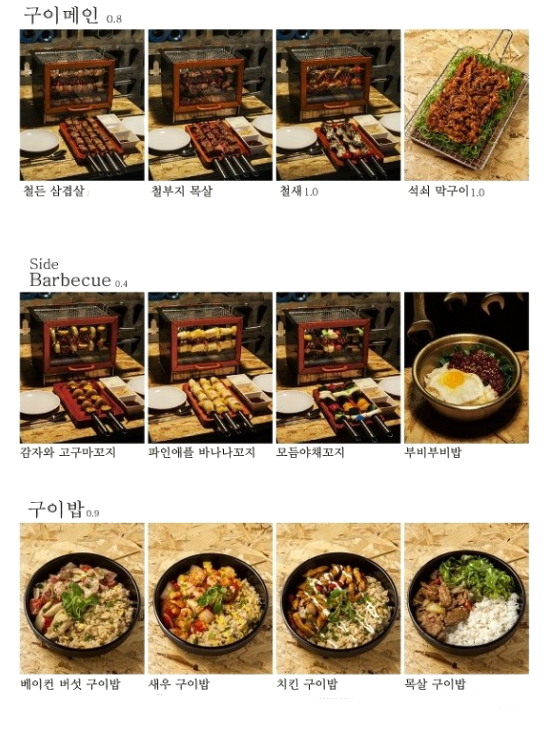 구이메인 0.8
철든 삼겹살
철부지 목살
철새 1.0
석쇠 막구이 1.0
Side
Barbecue 0.4
감자와 고구마꼬지
파인애플 바나나꼬지
모듬야채꼬지
부비부비밥
구이밥 0.9
베이컨 버섯 구이밥
새우 구이밥
치킨 구이밥
목살 구이밥